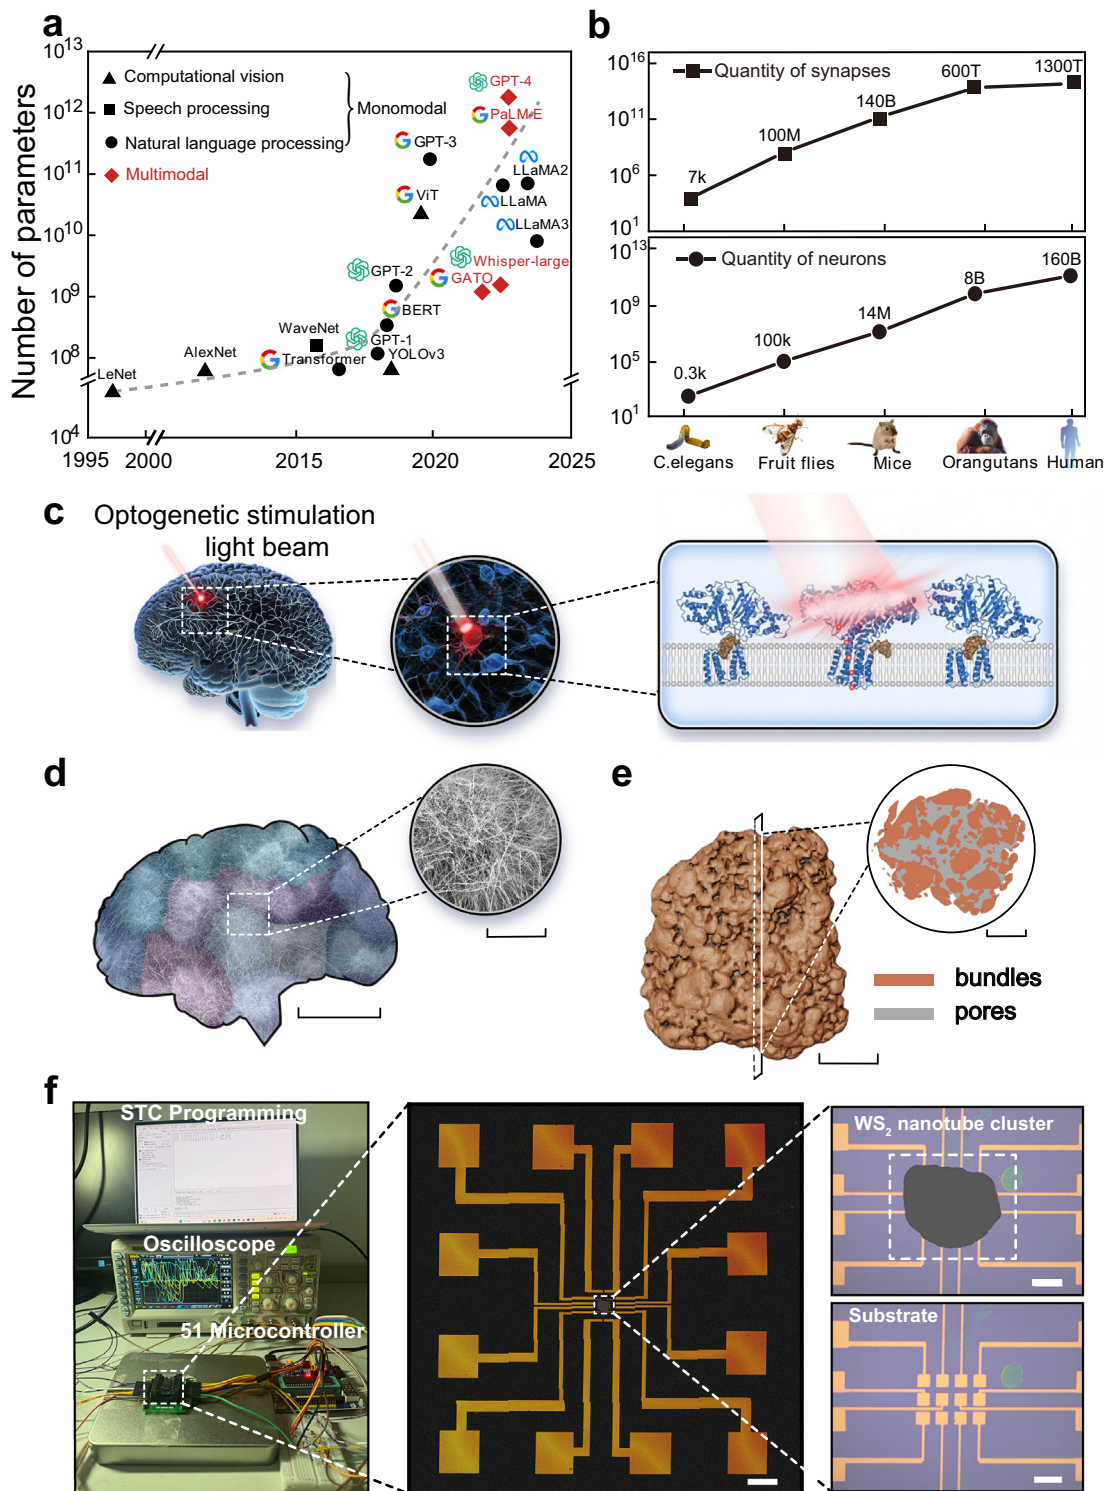 a
Number of parameters
10^13
10^12
10^11
10^10
10^9
10^8
10^4
1995
2000
2015
2020
2025
Computational vision
Speech processing
Natural language processing
Monomodal
Multimodal
GPT-4
PaLM-E
GPT-3
LLaMA2
ViT
LLaMA
LLaMA3
GPT-2
Whisper-large
GATO
BERT
WaveNet
GPT-1
AlexNet
Transformer
YOLOv3
LeNet
b
10^16
10^11
10^6
10^1
Quantity of synapses
7k
100M
140B
600T
1300T
10^13
10^9
10^5
10^1
Quantity of neurons
0.3k
100k
14M
8B
160B
C.elegans
Fruit flies
Mice
Orangutans
Human
c
Optogenetic stimulation
light beam
d
e
bundles
pores
f
STC Programming
Oscilloscope
51 Microcontroller
WS₂ nanotube cluster
Substrate